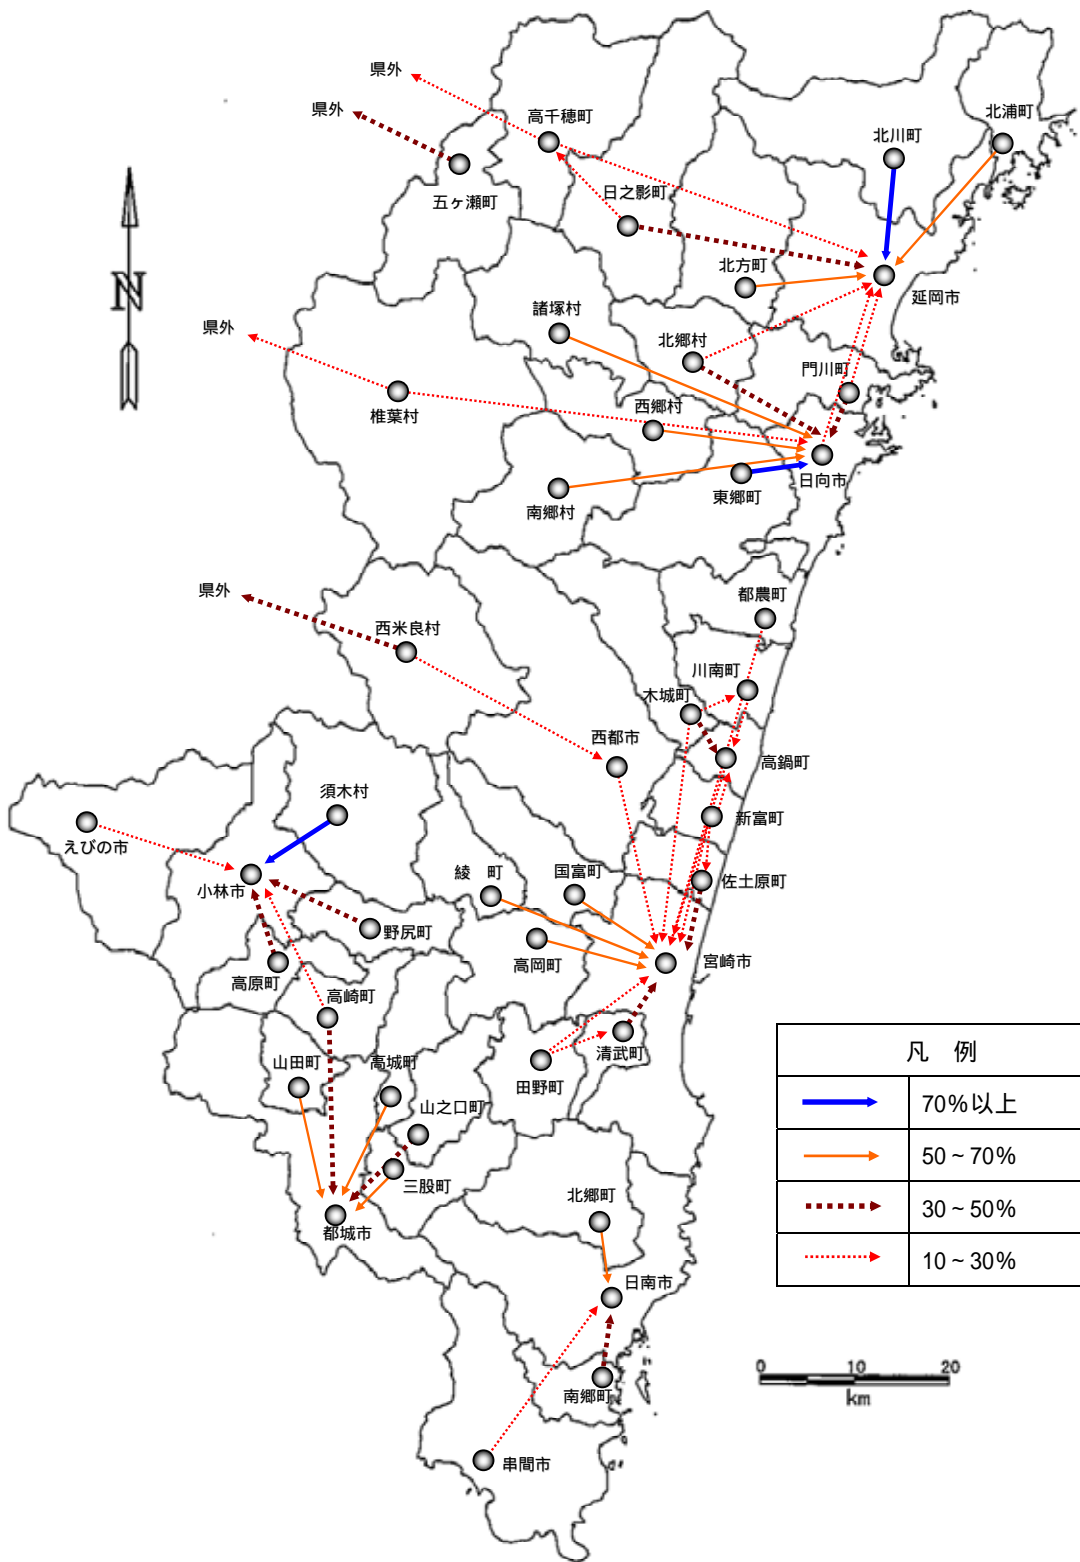 県外
高千穂町
北浦町
県外
北川町
五ヶ瀬町
日之影町
北方町
延岡市
諸塚村
県外
北郷村
門川町
椎葉村
西郷村
日向市
東郷町
南郷村
N
県外
都農町
西米良村
川南町
木城町
西都市
高鍋町
須木村
新富町
えびの市
小林市
綾 町
国富町
佐土原町
野尻町
高岡町
宮崎市
高原町
高崎町
清武町
山田町
高城町
田野町
山之口町
三股町
北郷町
都城市
日南市
南郷町
串間市
凡 例
70%以上
50~70%
30~50%
10~30%
0 10 20
km